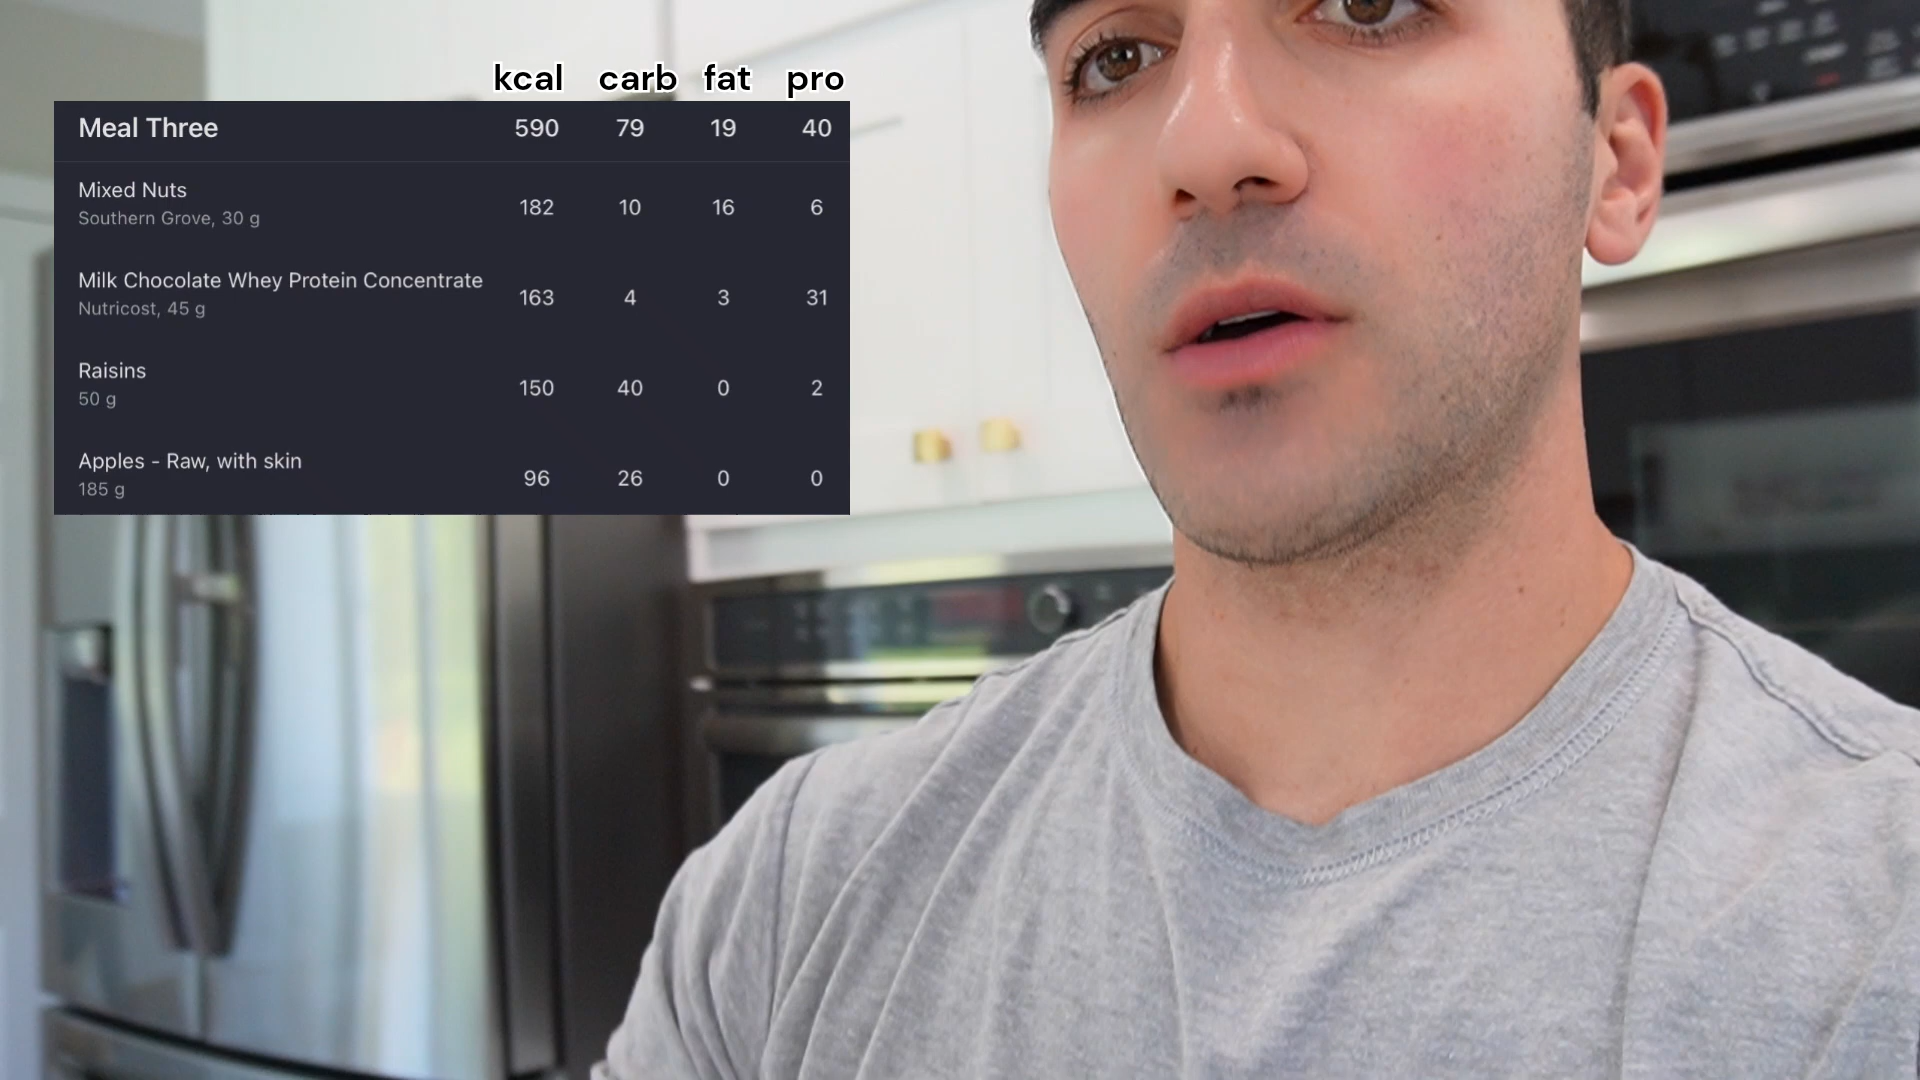 kcal carb fat pro
Meal Three 590 79 19 40
Mixed Nuts
Southern Grove, 30 g
182 10 16 6
Milk Chocolate Whey Protein Concentrate
Nutricost, 45 g
163 4 3 31
Raisins
50 g
150 40 0 2
Apples - Raw, with skin
185 g
96 26 0 0